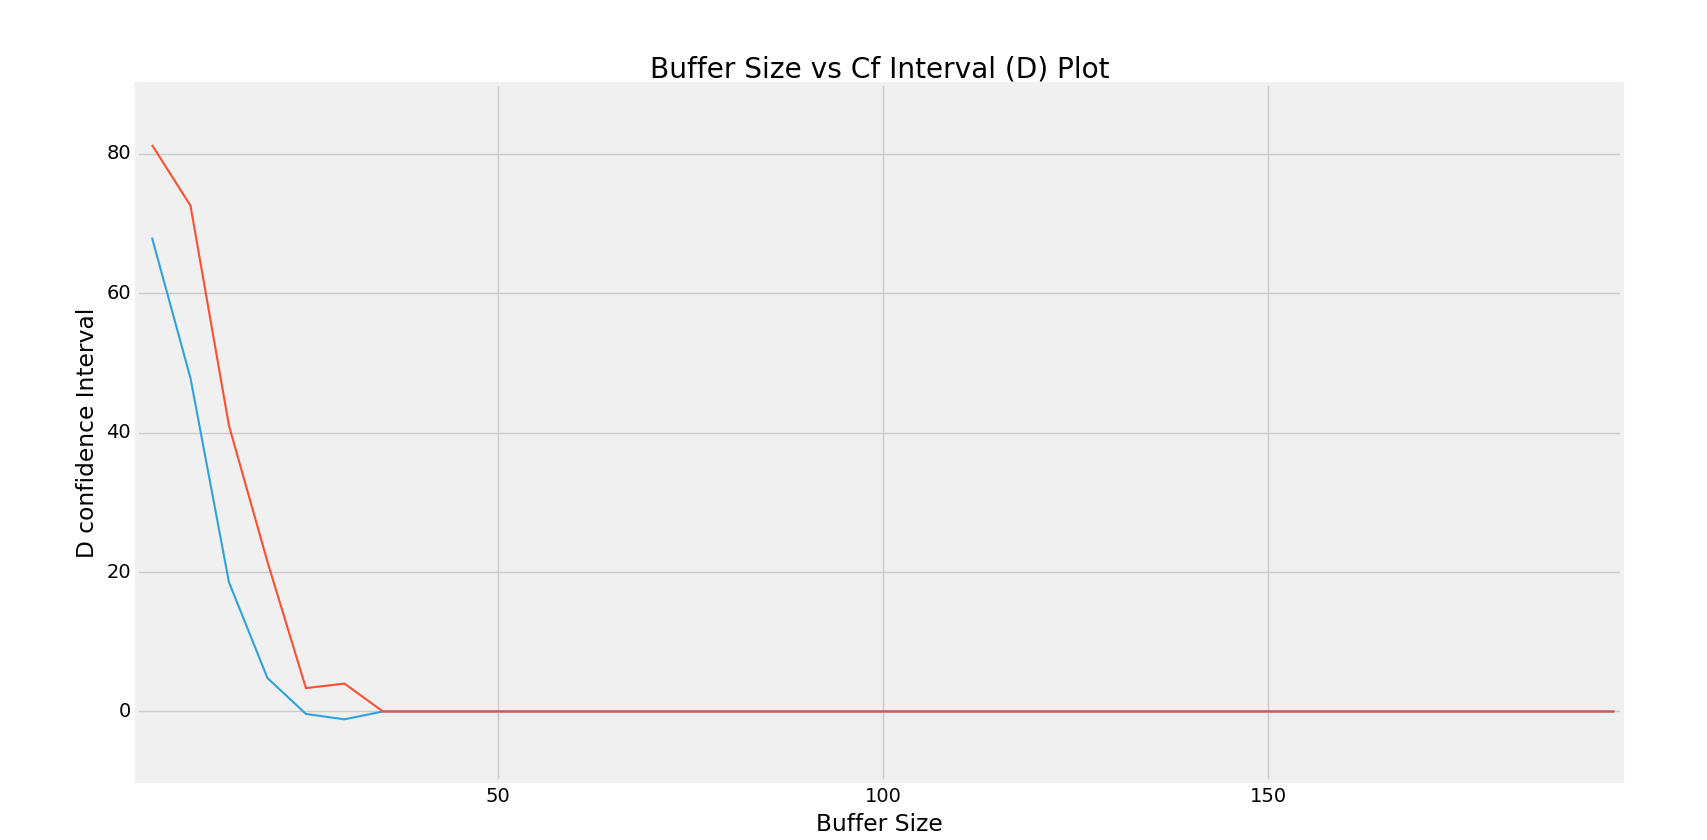 Buffer Size vs Cf Interval (D) Plot
80
60
40
20
0
D confidence Interval
50 100 150
Buffer Size